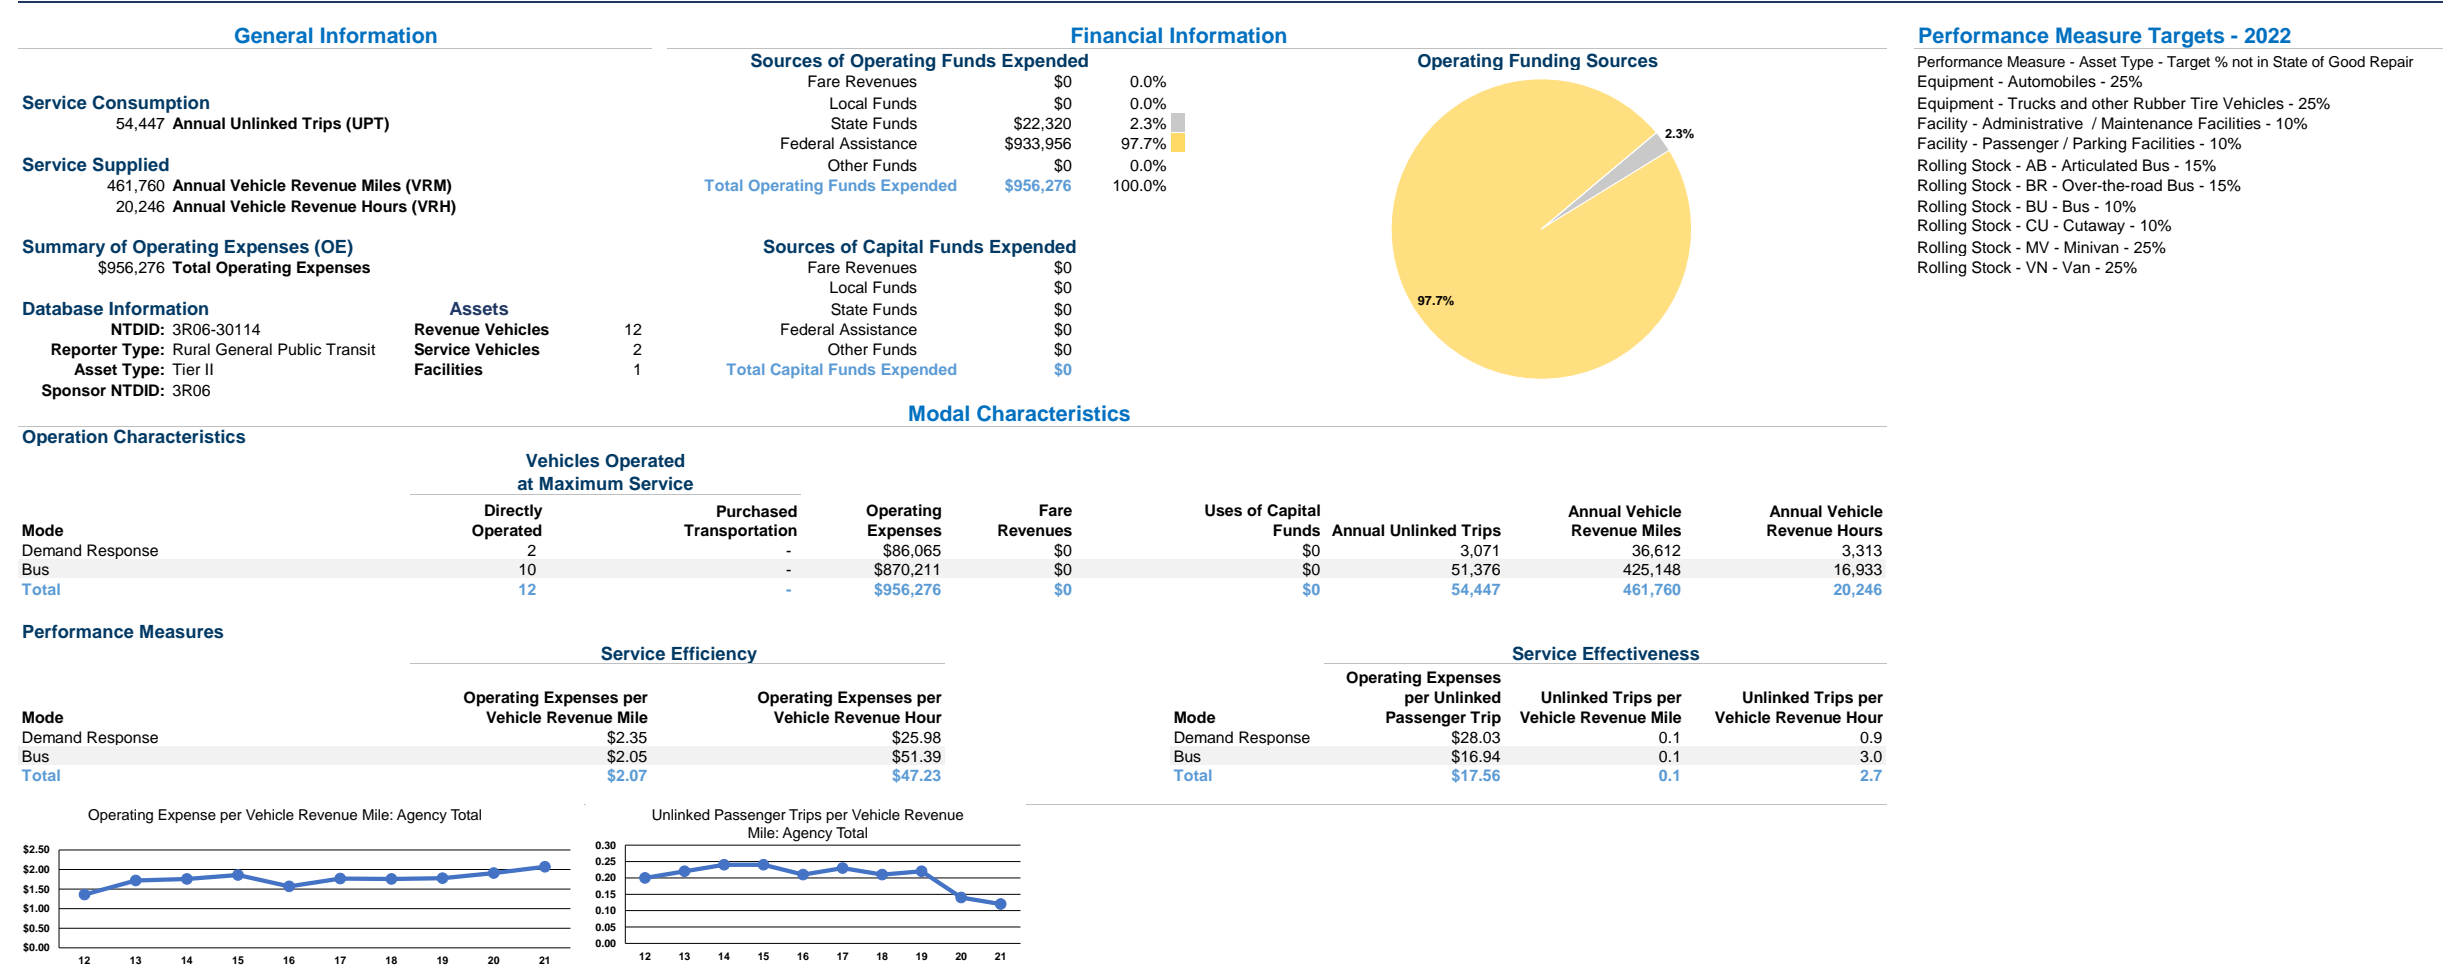 General Information
Financial Information
Performance Measure Targets - 2022
Sources of Operating Funds Expended
Operating Funding Sources
Performance Measure - Asset Type - Target % not in State of Good Repair
Fare Revenues $0 0.0%
Equipment - Automobiles - 25%
Service Consumption
Local Funds $0 0.0%
Equipment - Trucks and other Rubber Tire Vehicles - 25%
54,447 Annual Unlinked Trips (UPT)
State Funds $22,320 2.3%
Facility - Administrative / Maintenance Facilities - 10%
2.3%
Federal Assistance $933,956 97.7%
Facility - Passenger / Parking Facilities - 10%
Service Supplied
Other Funds $0 0.0%
Rolling Stock - AB - Articulated Bus - 15%
461,760 Annual Vehicle Revenue Miles (VRM)
Total Operating Funds Expended $956,276 100.0%
Rolling Stock - BR - Over-the-road Bus - 15%
20,246 Annual Vehicle Revenue Hours (VRH)
Rolling Stock - BU - Bus - 10%
Rolling Stock - CU - Cutaway - 10%
Summary of Operating Expenses (OE)
Sources of Capital Funds Expended
Rolling Stock - MV - Minivan - 25%
$956,276 Total Operating Expenses
Fare Revenues $0
Rolling Stock - VN - Van - 25%
Local Funds $0
97.7%
Database Information
Assets
State Funds $0
NTDID: 3R06-30114
Revenue Vehicles 12
Federal Assistance $0
Reporter Type: Rural General Public Transit
Service Vehicles 2
Other Funds $0
Asset Type: Tier II
Facilities 1
Total Capital Funds Expended $0
Sponsor NTDID: 3R06
Modal Characteristics
Operation Characteristics
Vehicles Operated
at Maximum Service
Directly Purchased Operating Fare Uses of Capital Annual Vehicle Annual Vehicle
Mode Operated Transportation Expenses Revenues Funds Annual Unlinked Trips Revenue Miles Revenue Hours
Demand Response 2 - $86,065 $0 $0 3,071 36,612 3,313
Bus 10 - $870,211 $0 $0 51,376 425,148 16,933
Total 12 - $956,276 $0 $0 54,447 461,760 20,246
Performance Measures
Service Efficiency
Service Effectiveness
Operating Expenses
Operating Expenses per Operating Expenses per per Unlinked Unlinked Trips per Unlinked Trips per
Mode Vehicle Revenue Mile Vehicle Revenue Hour Mode Passenger Trip Vehicle Revenue Mile Vehicle Revenue Hour
Demand Response $2.35 $25.98 Demand Response $28.03 0.1 0.9
Bus $2.05 $51.39 Bus $16.94 0.1 3.0
Total $2.07 $47.23 Total $17.56 0.1 2.7
Operating Expense per Vehicle Revenue Mile: Agency Total
$2.50
$2.00
$1.50
$1.00
$0.50
$0.00
12 13 14 15 16 17 18 19 20 21
Unlinked Passenger Trips per Vehicle Revenue
Mile: Agency Total
0.30
0.25
0.20
0.15
0.10
0.05
0.00
12 13 14 15 16 17 18 19 20 21